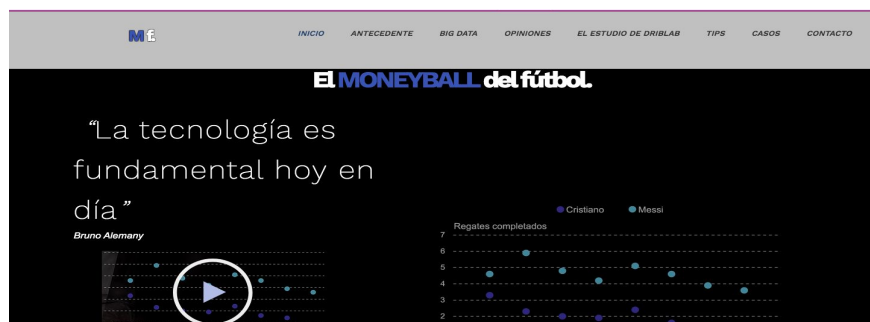 Mf.
INICIO ANTECEDENTE BIG DATA OPINIONES EL ESTUDIO DE DRIBLAB TIPS CASOS CONTACTO
El MONEYBALL del fútbol.
“La tecnología es
fundamental hoy en
día”
Bruno Alemany
Cristiano Messi
Regates completados
7
6
5
4
3
2